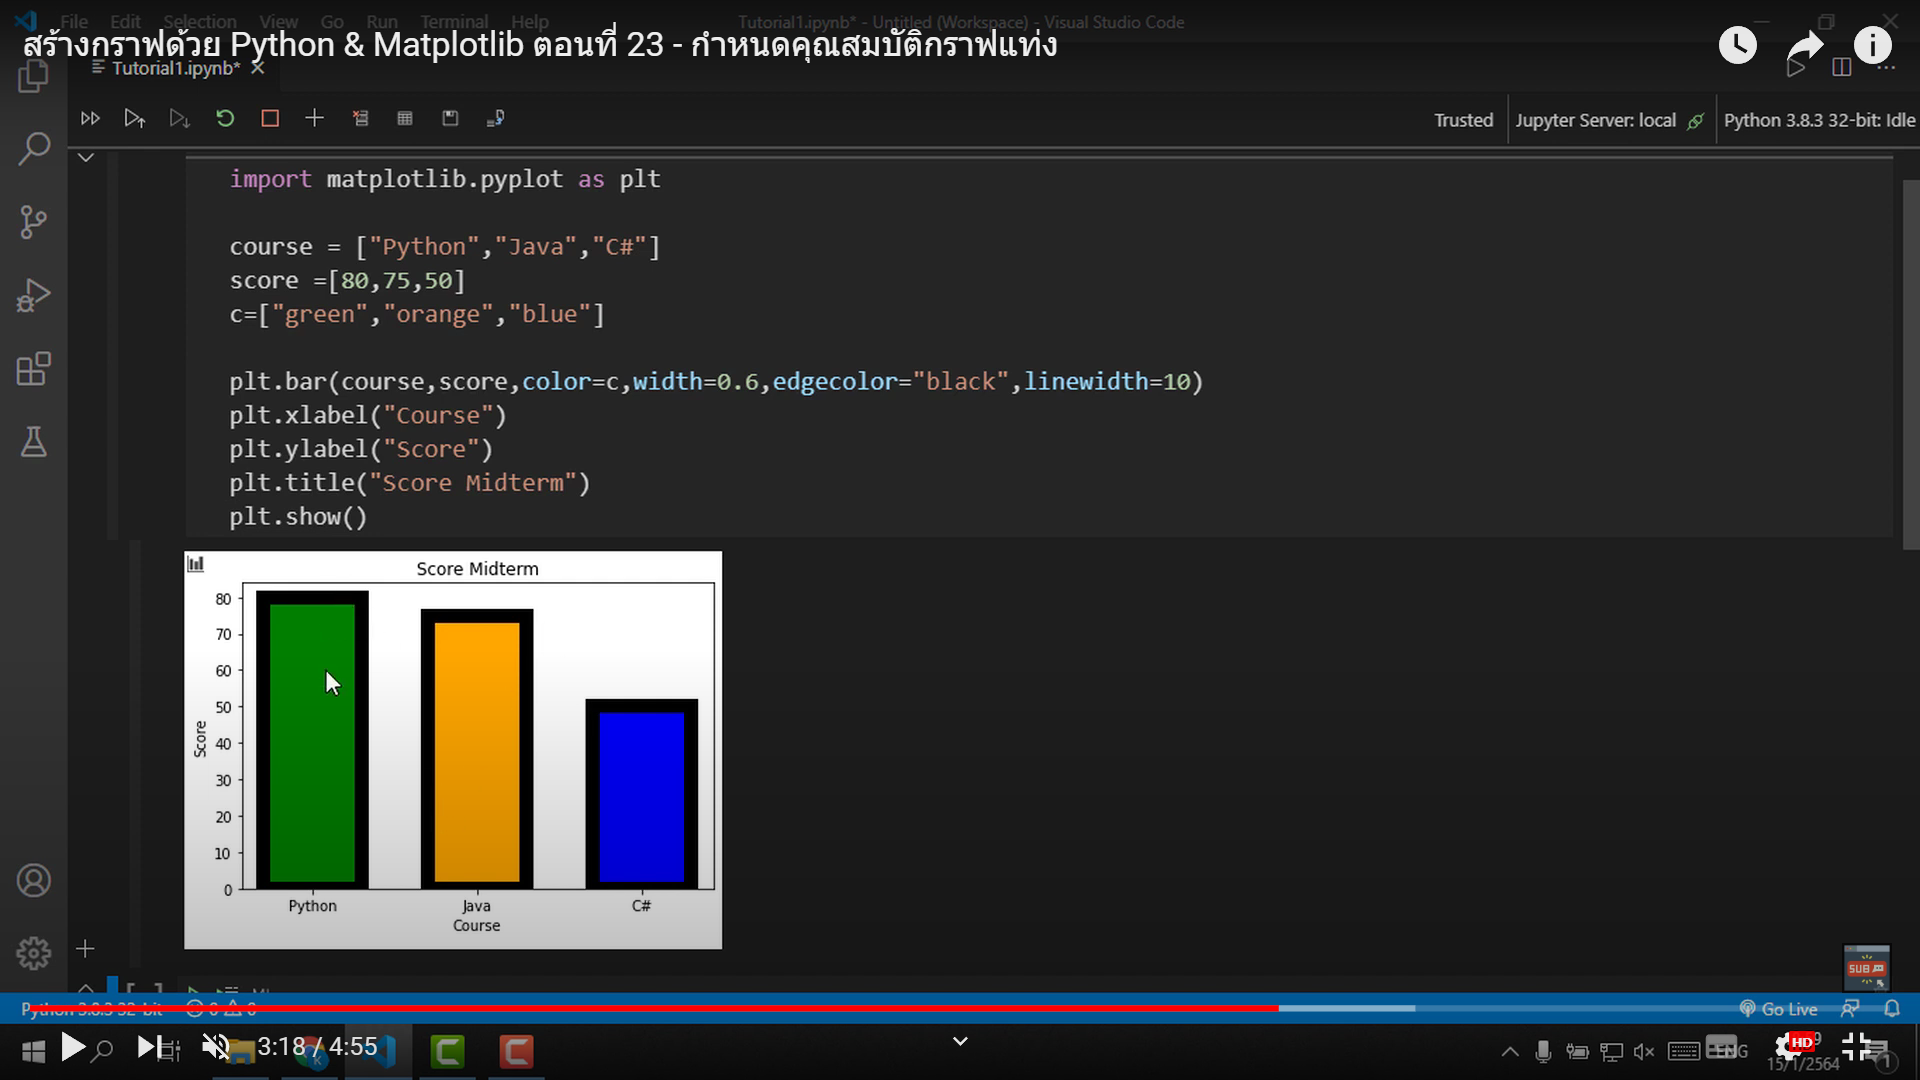 File Edit Selection View Go Run Terminal Help
Tutorial1.ipynb* - Untitled (Workspace) - Visual Studio Code
สร้างกราฟด้วย Python & Matplotlib ตอนที่ 23 - กำหนดคุณสมบัติกราฟแท่ง
Tutorial1.ipynb*
Trusted
Jupyter Server: local
Python 3.8.3 32-bit: Idle
import matplotlib.pyplot as plt
course = ["Python","Java","C#"]
score =[80,75,50]
c=["green","orange","blue"]
plt.bar(course,score,color=c,width=0.6,edgecolor="black",linewidth=10)
plt.xlabel("Course")
plt.ylabel("Score")
plt.title("Score Midterm")
plt.show()
Score Midterm
80
70
60
50
40
30
20
10
0
Score
Python Java C#
Course
SUB
Python 3.8.3 32-bit 0 0
Go Live
3:18 / 4:55
ENG
HD
15/1/2564
1